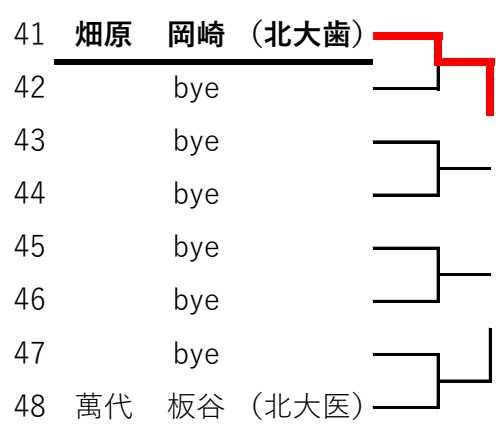 41 畑原 岡崎 （北大歯）
42 bye
43 bye
44 bye
45 bye
46 bye
47 bye
48 萬代 板谷 （北大医）